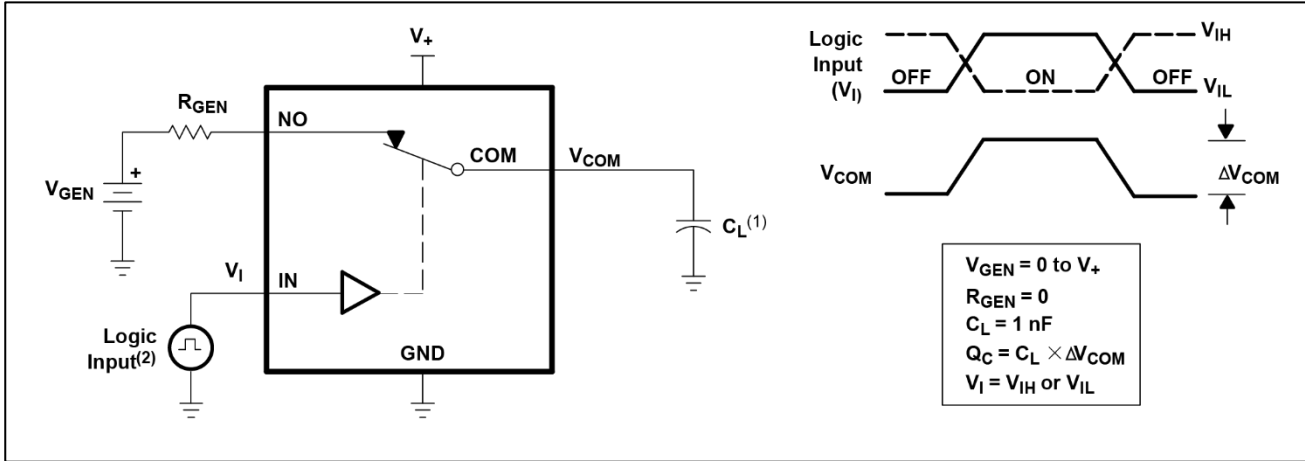 V+
RGEN
NO
COM
VCOM
VGEN
+
CL(1)
VI
IN
Logic
Input(2)
GND
Logic
Input
(VI)
OFF
ON
OFF
VIH
VIL
VCOM
ΔVCOM
VGEN = 0 to V+
RGEN = 0
CL = 1 nF
QC = CL × ΔVCOM
VI = VIH or VIL